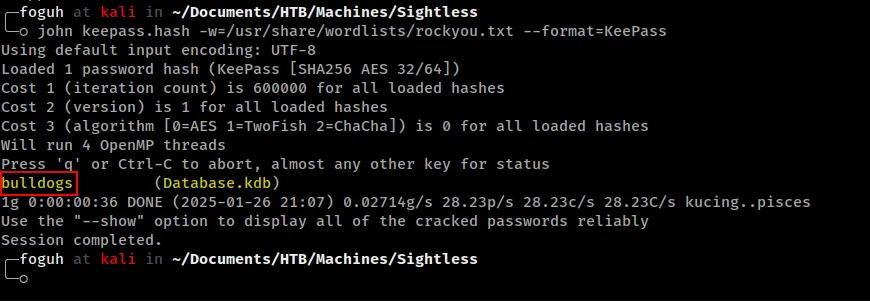 ╭─foguh at kali in ~/Documents/HTB/Machines/Sightless
╰─○ john keepass.hash -w=/usr/share/wordlists/rockyou.txt --format=KeePass
Using default input encoding: UTF-8
Loaded 1 password hash (KeePass [SHA256 AES 32/64])
Cost 1 (iteration count) is 600000 for all loaded hashes
Cost 2 (version) is 1 for all loaded hashes
Cost 3 (algorithm [0=AES 1=TwoFish 2=ChaCha]) is 0 for all loaded hashes
Will run 4 OpenMP threads
Press 'q' or Ctrl-C to abort, almost any other key for status
bulldogs         (Database.kdb)
1g 0:00:00:36 DONE (2025-01-26 21:07) 0.02714g/s 28.23p/s 28.23c/s 28.23C/s kucing..pisces
Use the "--show" option to display all of the cracked passwords reliably
Session completed.
╭─foguh at kali in ~/Documents/HTB/Machines/Sightless
╰─○